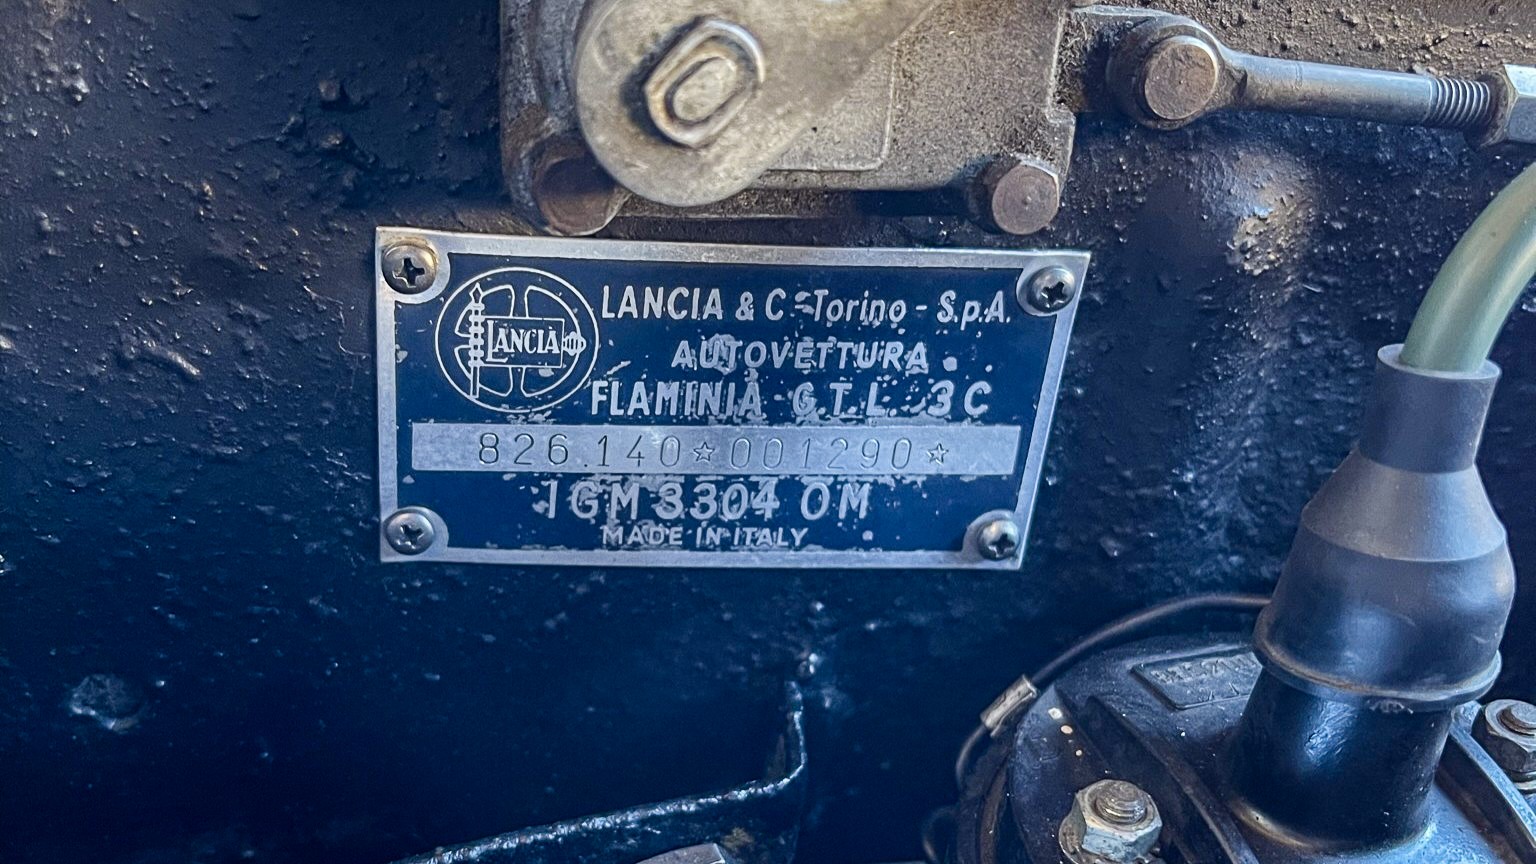 LANCIA
LANCIA & C - Torino - S.p.A.
AUTOVETTURA
FLAMINIA G.T.L. 3C
826.140☆001290☆
IGM 3304 OM
MADE IN ITALY